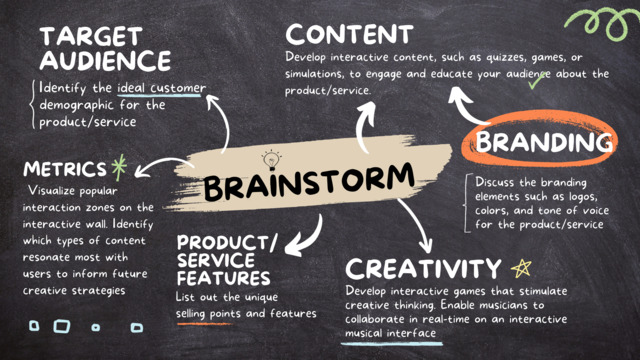 TARGET
AUDIENCE
Identify the ideal customer
demographic for the
product/service
CONTENT
Develop interactive content, such as quizzes, games, or
simulations, to engage and educate your audience about the
product/service.
BRANDING
Discuss the branding
elements such as logos,
colors, and tone of voice
for the product/service
BRAINSTORM
METRICS
Visualize popular
interaction zones on the
interactive wall. Identify
which types of content
resonate most with
users to inform future
creative strategies
PRODUCT/
SERVICE
FEATURES
List out the unique
selling points and features
CREATIVITY
Develop interactive games that stimulate
creative thinking. Enable musicians to
collaborate in real-time on an interactive
musical interface